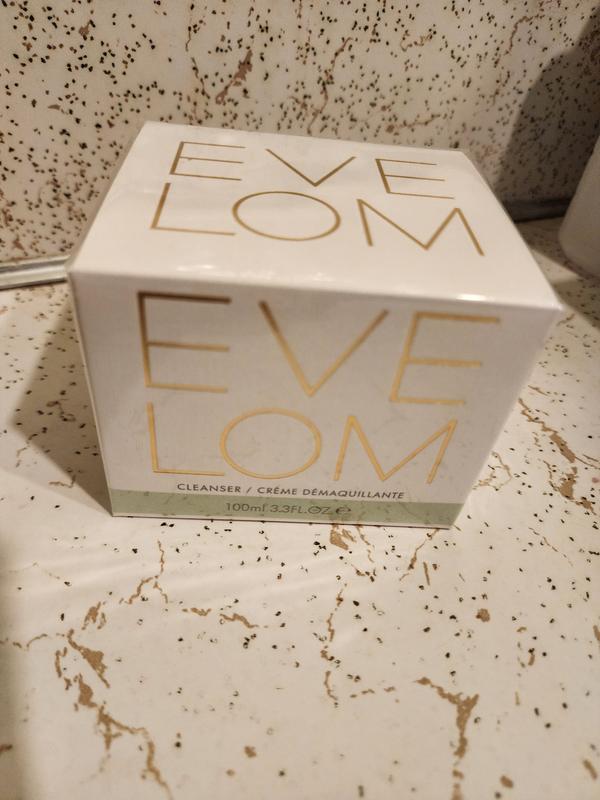 EVE
LOM
EVE
LOM
CLEANSER / CRÈME DÉMAQUILLANTE
100ml 3.3FL.OZ ℮